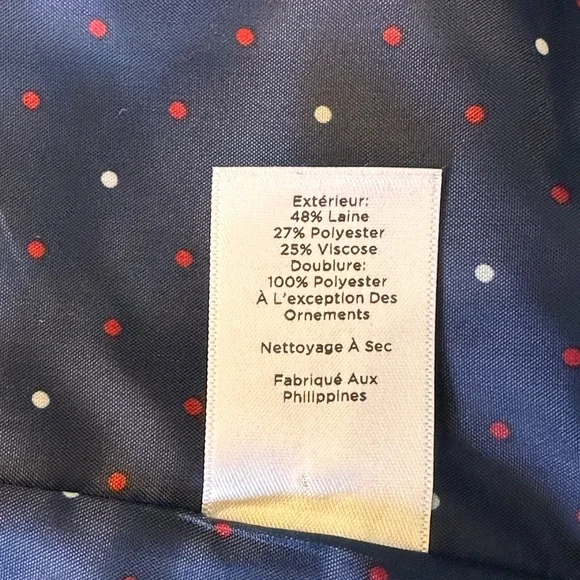 Extérieur:
48% Laine
27% Polyester
25% Viscose
Doublure:
100% Polyester
À L'exception Des
Ornements
Nettoyage À Sec
Fabriqué Aux
Philippines